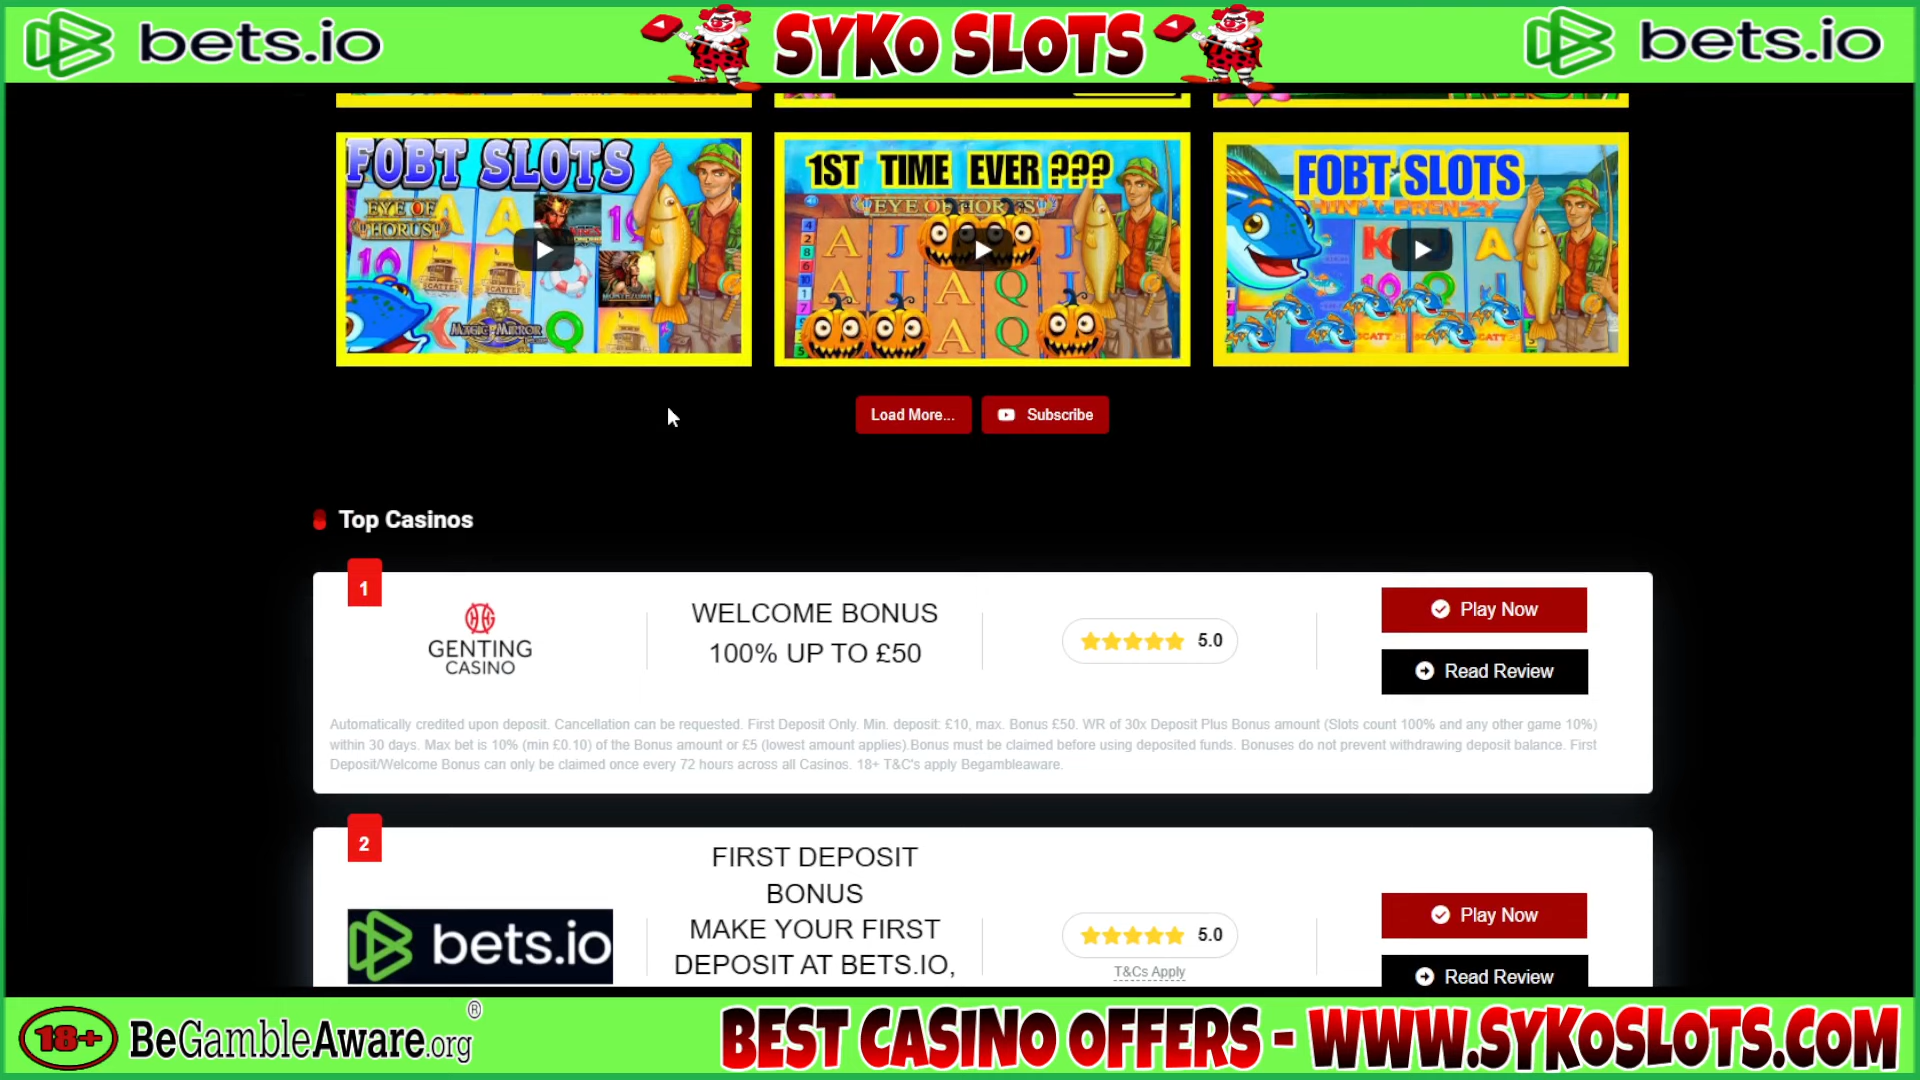 bets.io
SYKO SLOTS
bets.io
FOBT SLOTS
EYE OF
HORUS
MAGIC MIRROR
1ST TIME EVER ???
EYE OF HORUS
FOBT SLOTS
Load More...
Subscribe
Top Casinos
1
GENTING
CASINO
WELCOME BONUS
100% UP TO £50
5.0
Play Now
Read Review
Automatically credited upon deposit. Cancellation can be requested. First Deposit Only. Min. deposit: £10, max. Bonus £50. WR of 30x Deposit Plus Bonus amount (Slots count 100% and any other game 10%)
within 30 days. Max bet is 10% (min £0.10) of the Bonus amount or £5 (lowest amount applies).Bonus must be claimed before using deposited funds. Bonuses do not prevent withdrawing deposit balance. First
Deposit/Welcome Bonus can only be claimed once every 72 hours across all Casinos. 18+ T&C's apply Begambleaware.
2
bets.io
FIRST DEPOSIT
BONUS
MAKE YOUR FIRST
DEPOSIT AT BETS.IO,
5.0
T&Cs Apply
Play Now
Read Review
18+
BeGambleAware.org®
BEST CASINO OFFERS - WWW.SYKOSLOTS.COM